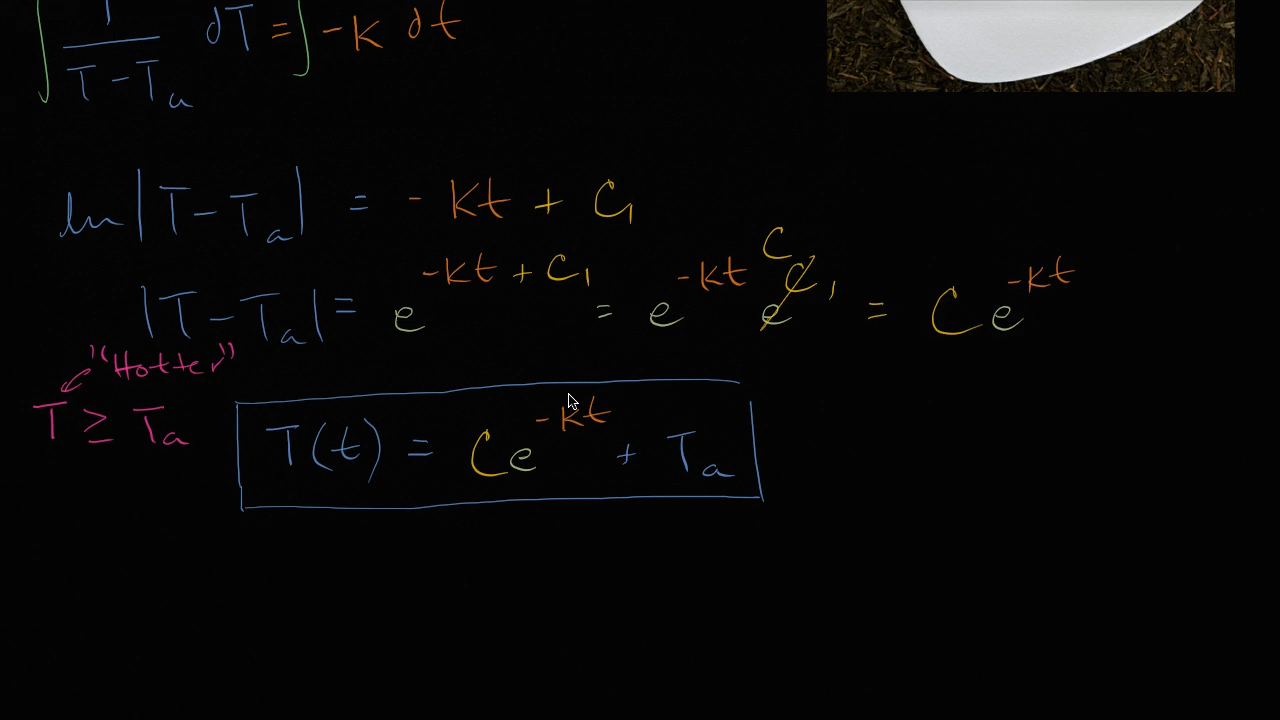 ∫ 1/(T - Tₐ) dT = ∫ -k dt
ln |T - Tₐ| = -kt + C₁
|T - Tₐ| = e^(-kt + C₁) = e^(-kt) e^(C₁) C = Ce^(-kt)
"Hotter"
T ≥ Tₐ
T(t) = Ce^(-kt) + Tₐ